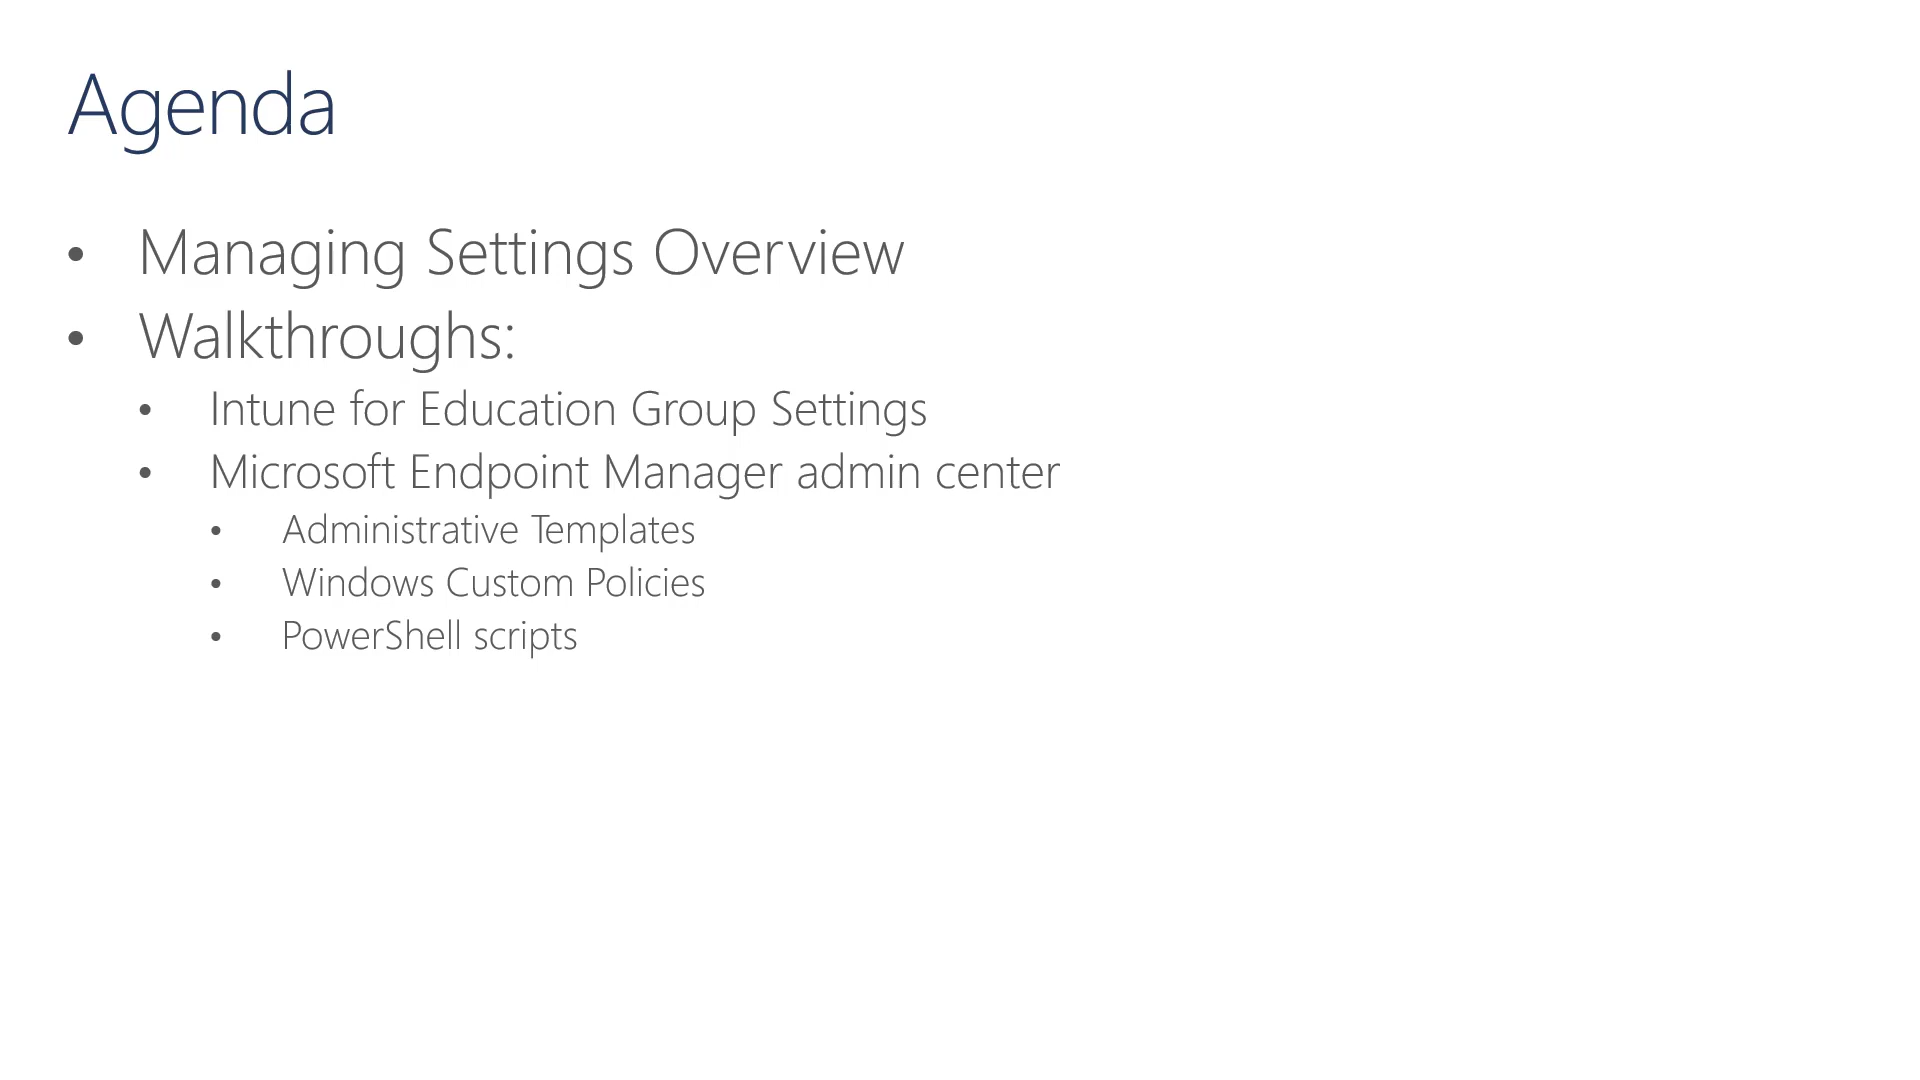 Agenda
• Managing Settings Overview
• Walkthroughs:
• Intune for Education Group Settings
• Microsoft Endpoint Manager admin center
• Administrative Templates
• Windows Custom Policies
• PowerShell scripts